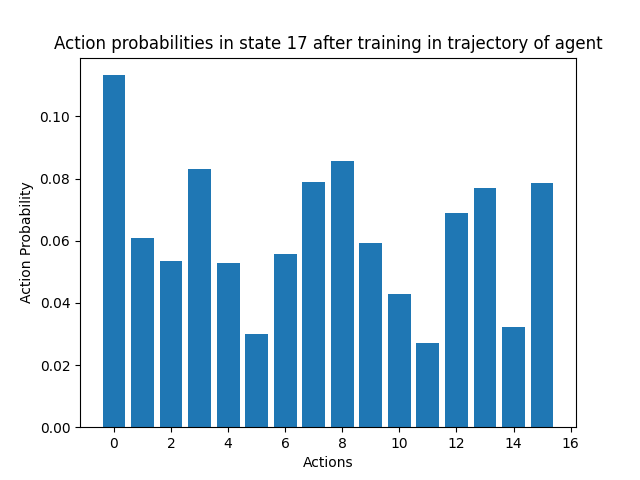 Action probabilities in state 17 after training in trajectory of agent
0.10
0.08
0.06
0.04
0.02
0.00
Action Probability
0 2 4 6 8 10 12 14 16
Actions